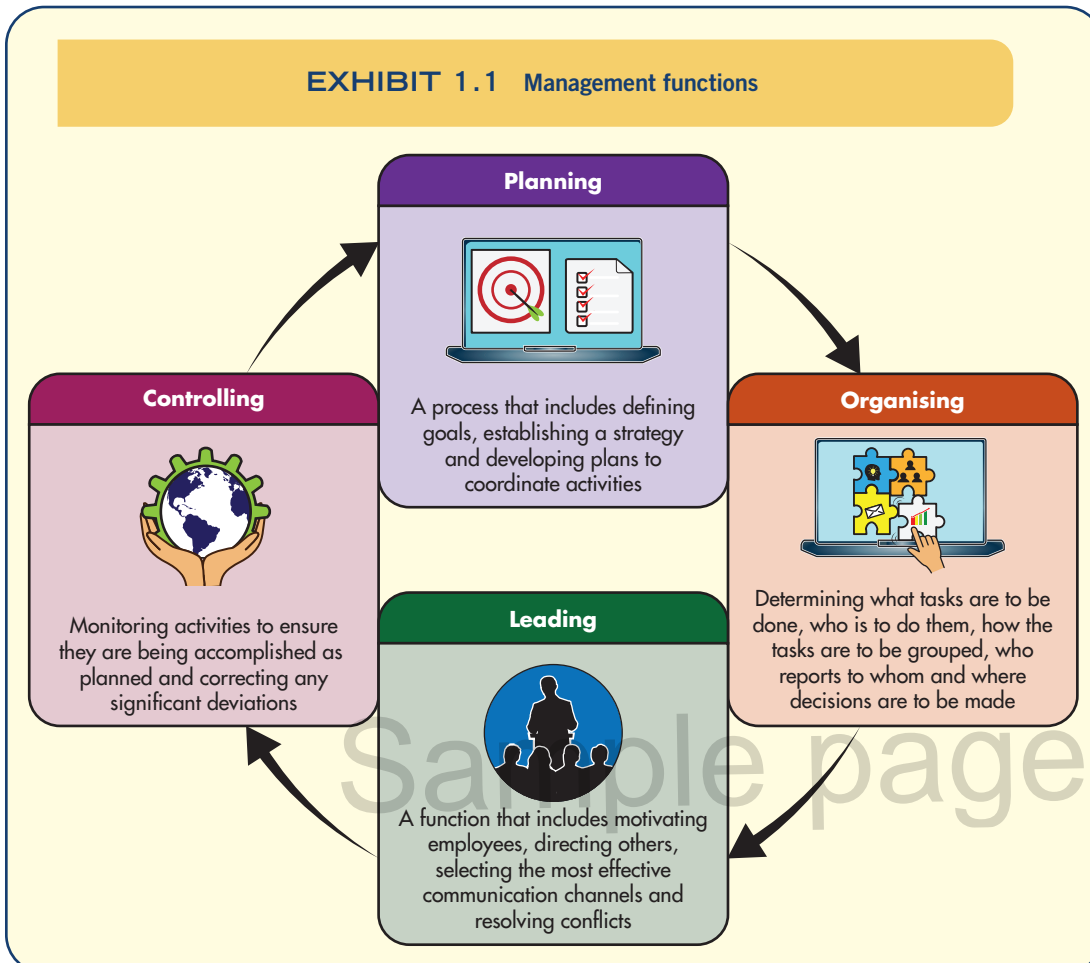 EXHIBIT 1.1 Management functions
Planning
A process that includes defining
goals, establishing a strategy
and developing plans to
coordinate activities
Organising
Determining what tasks are to be
done, who is to do them, how the
tasks are to be grouped, who
reports to whom and where
decisions are to be made
Leading
A function that includes motivating
employees, directing others,
selecting the most effective
communication channels and
resolving conflicts
Controlling
Monitoring activities to ensure
they are being accomplished as
planned and correcting any
significant deviations
Sample page